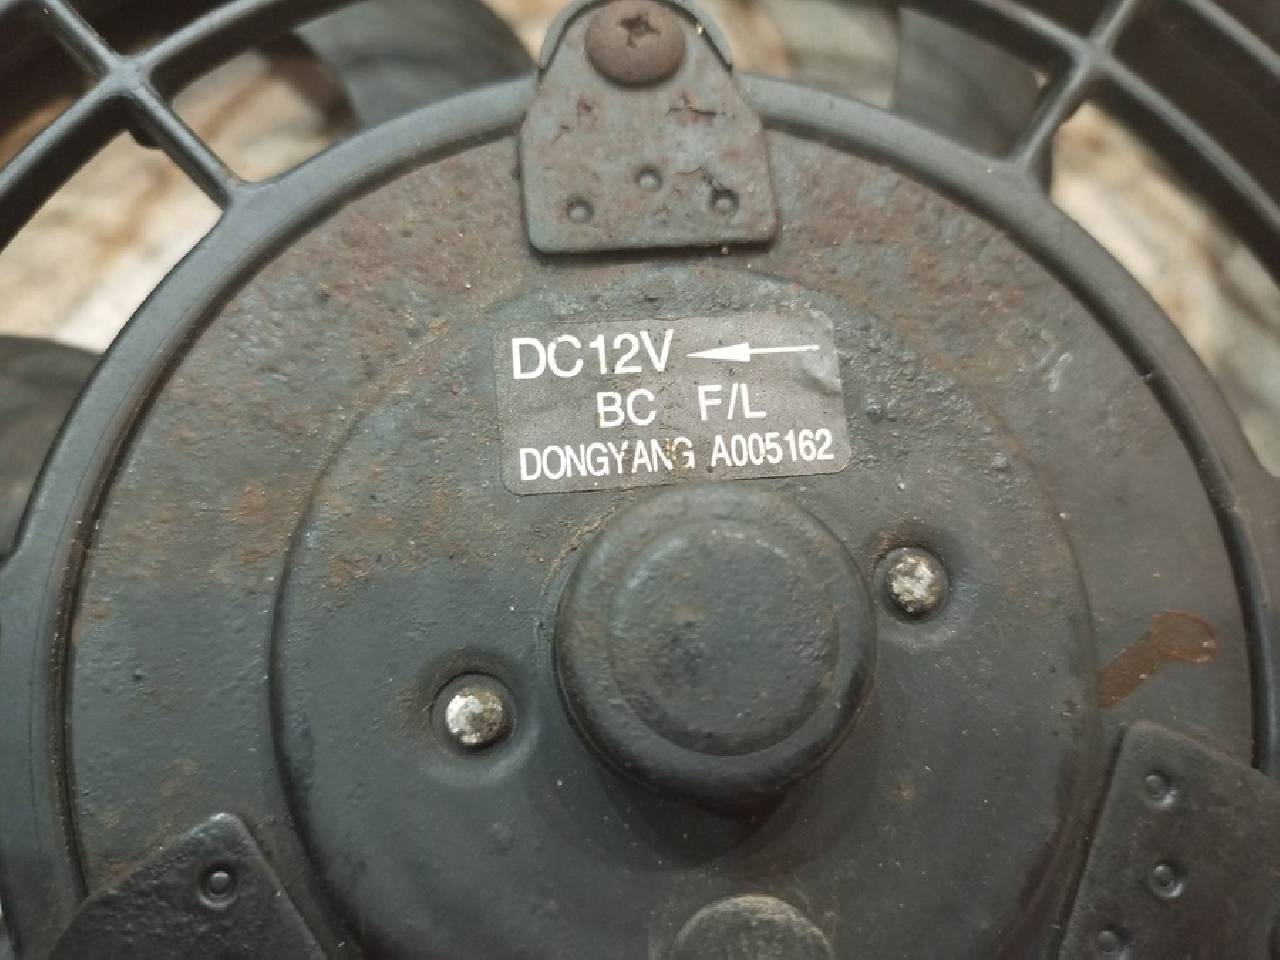 DC12V ←
BC F/L
DONGYANG A005162